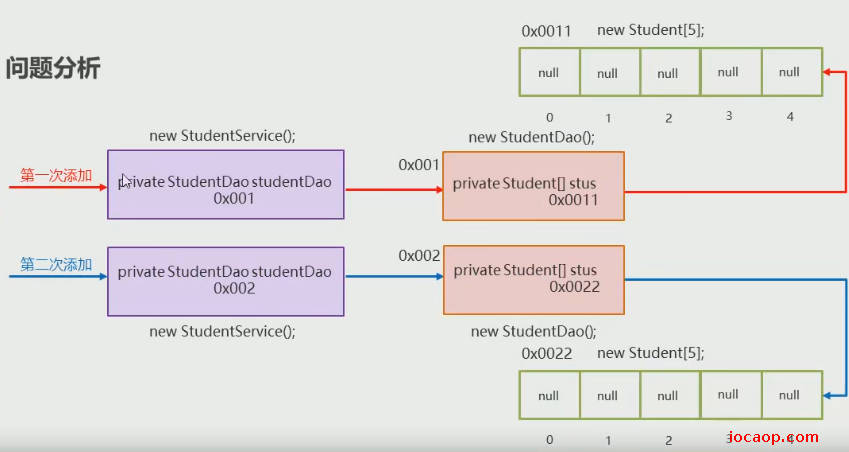 0x0011 new Student[5];
问题分析
null null null null null
0 1 2 3 4
new StudentService();
new StudentDao();
第一次添加
private StudentDao studentDao
0x001
0x001
private Student[] stus
0x0011
第二次添加
private StudentDao studentDao
0x002
0x002
private Student[] stus
0x0022
new StudentService();
new StudentDao();
0x0022 new Student[5];
null null null null null
0 1 2 3 4
jocaop.com